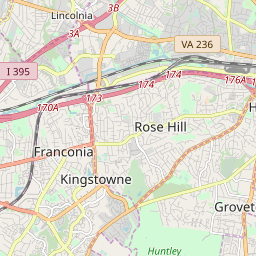 Lincolnia
3B
3A
VA 236
I 395
174
174
176A
173
170A
H
Rose Hill
Franconia
Kingstowne
Grovet
Huntley